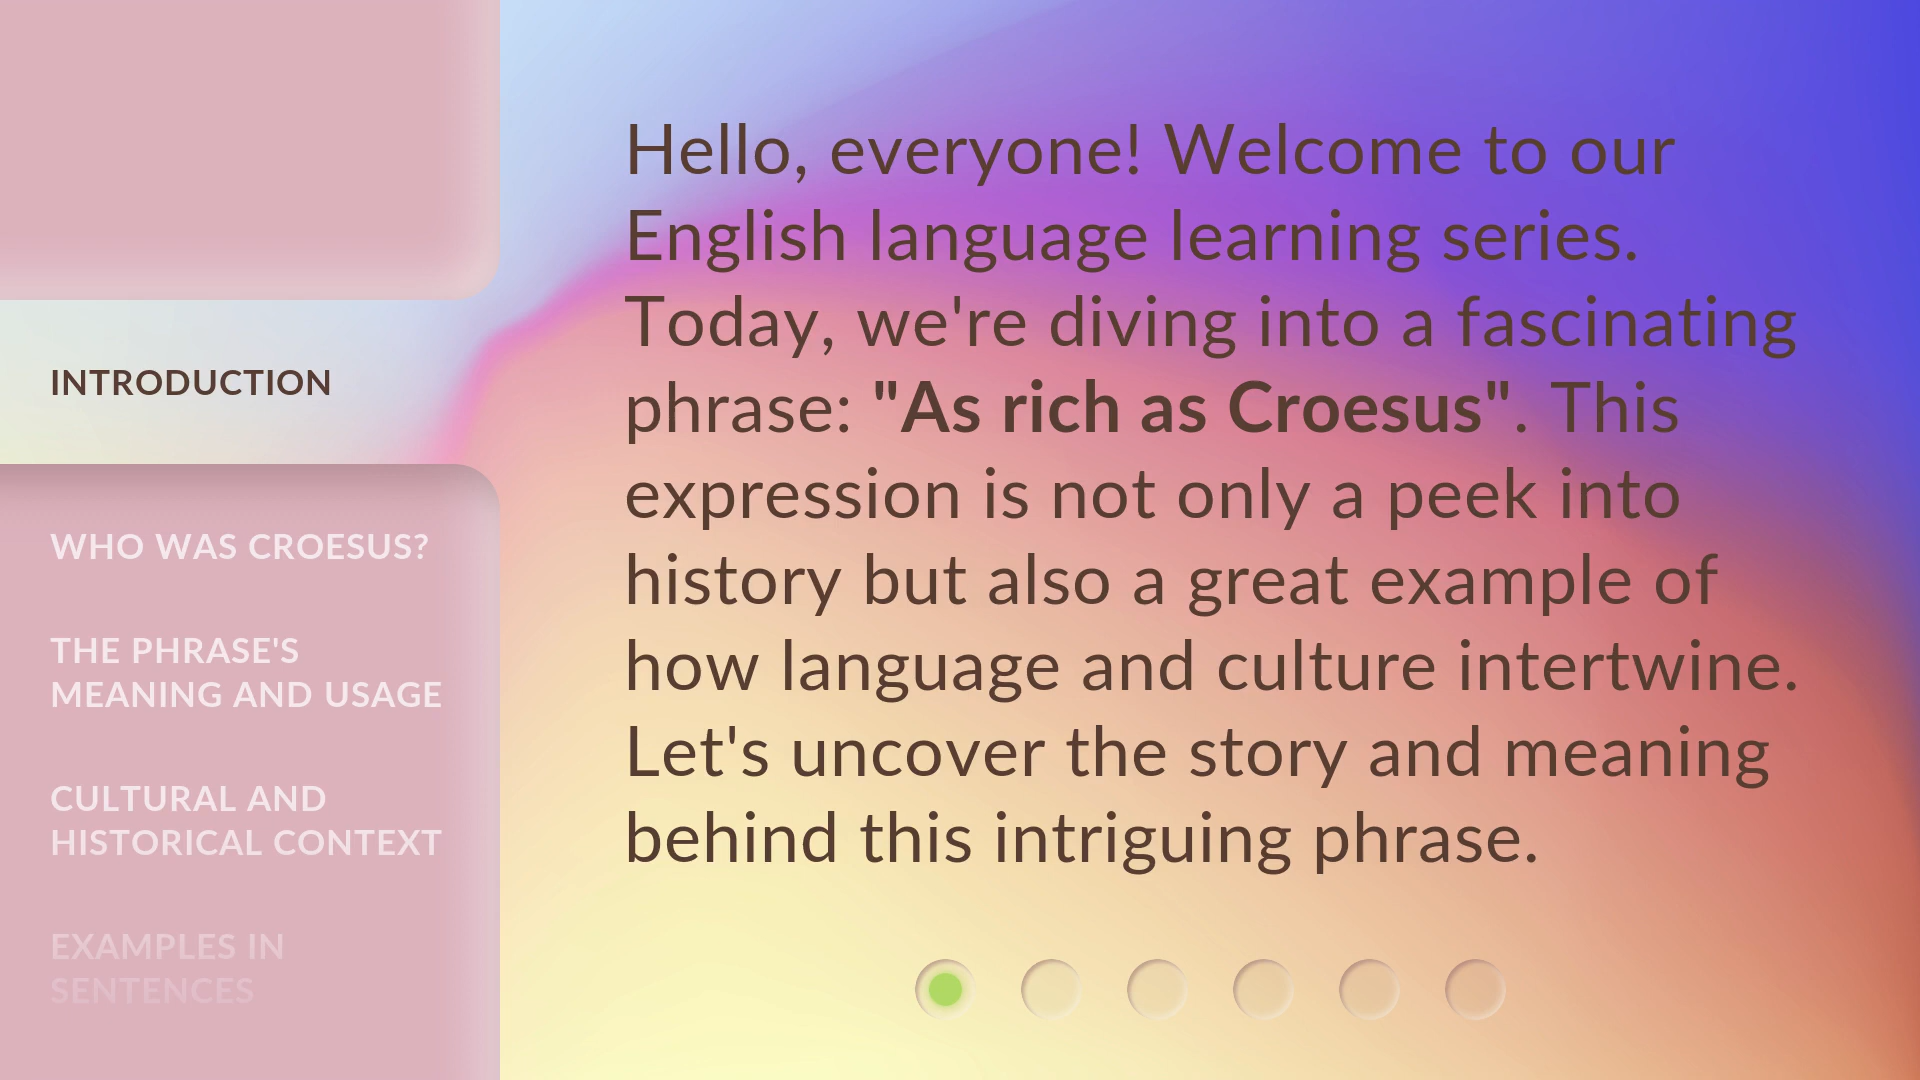 INTRODUCTION
WHO WAS CROESUS?
THE PHRASE'S
MEANING AND USAGE
CULTURAL AND
HISTORICAL CONTEXT
EXAMPLES IN
SENTENCES
Hello, everyone! Welcome to our
English language learning series.
Today, we're diving into a fascinating
phrase: "As rich as Croesus". This
expression is not only a peek into
history but also a great example of
how language and culture intertwine.
Let's uncover the story and meaning
behind this intriguing phrase.